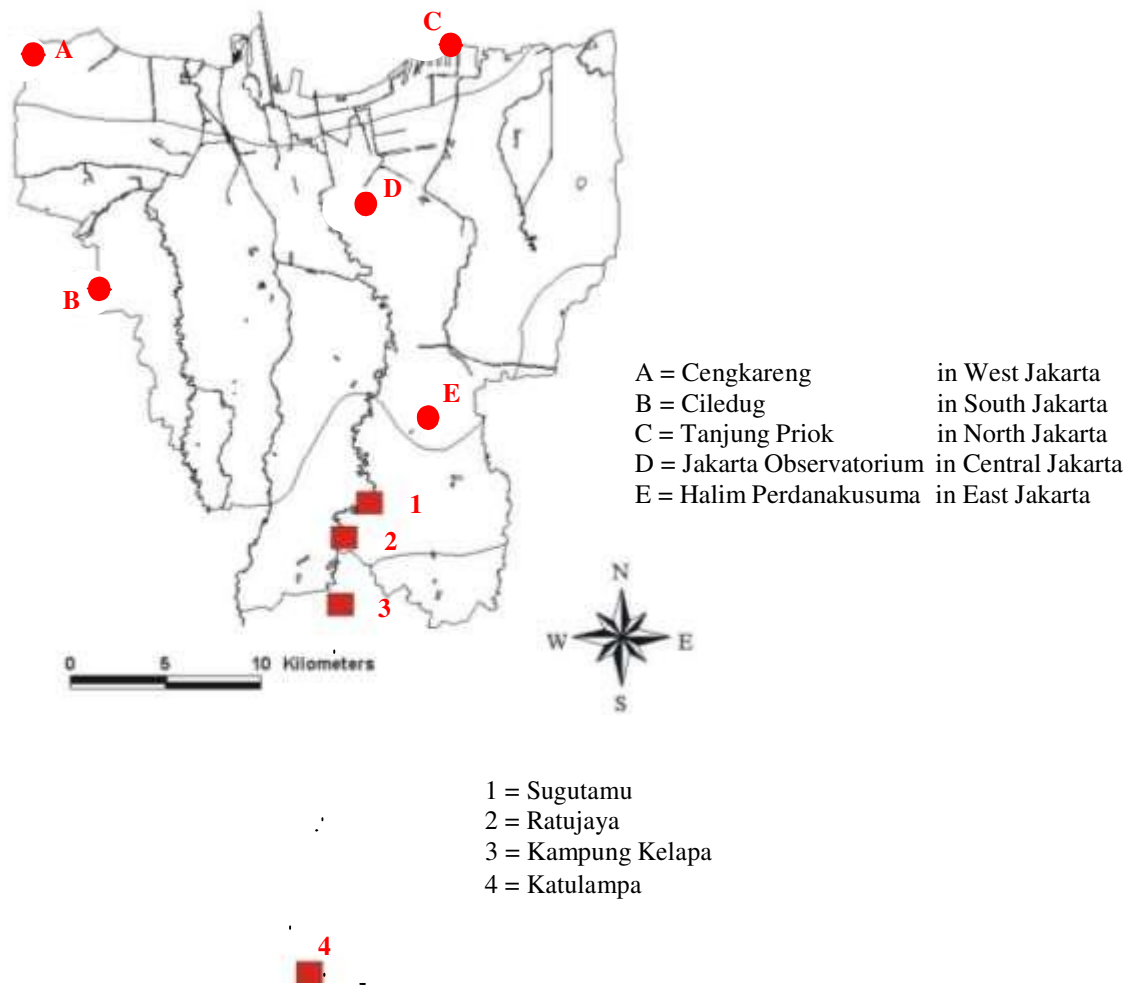 C
A
D
B
E
A = Cengkareng in West Jakarta
B = Ciledug in South Jakarta
C = Tanjung Priok in North Jakarta
D = Jakarta Observatorium in Central Jakarta
E = Halim Perdanakusuma in East Jakarta
1
2
3
N
W E
S
0 5 10 Kilometers
1 = Sugutamu
2 = Ratujaya
3 = Kampung Kelapa
4 = Katulampa
4